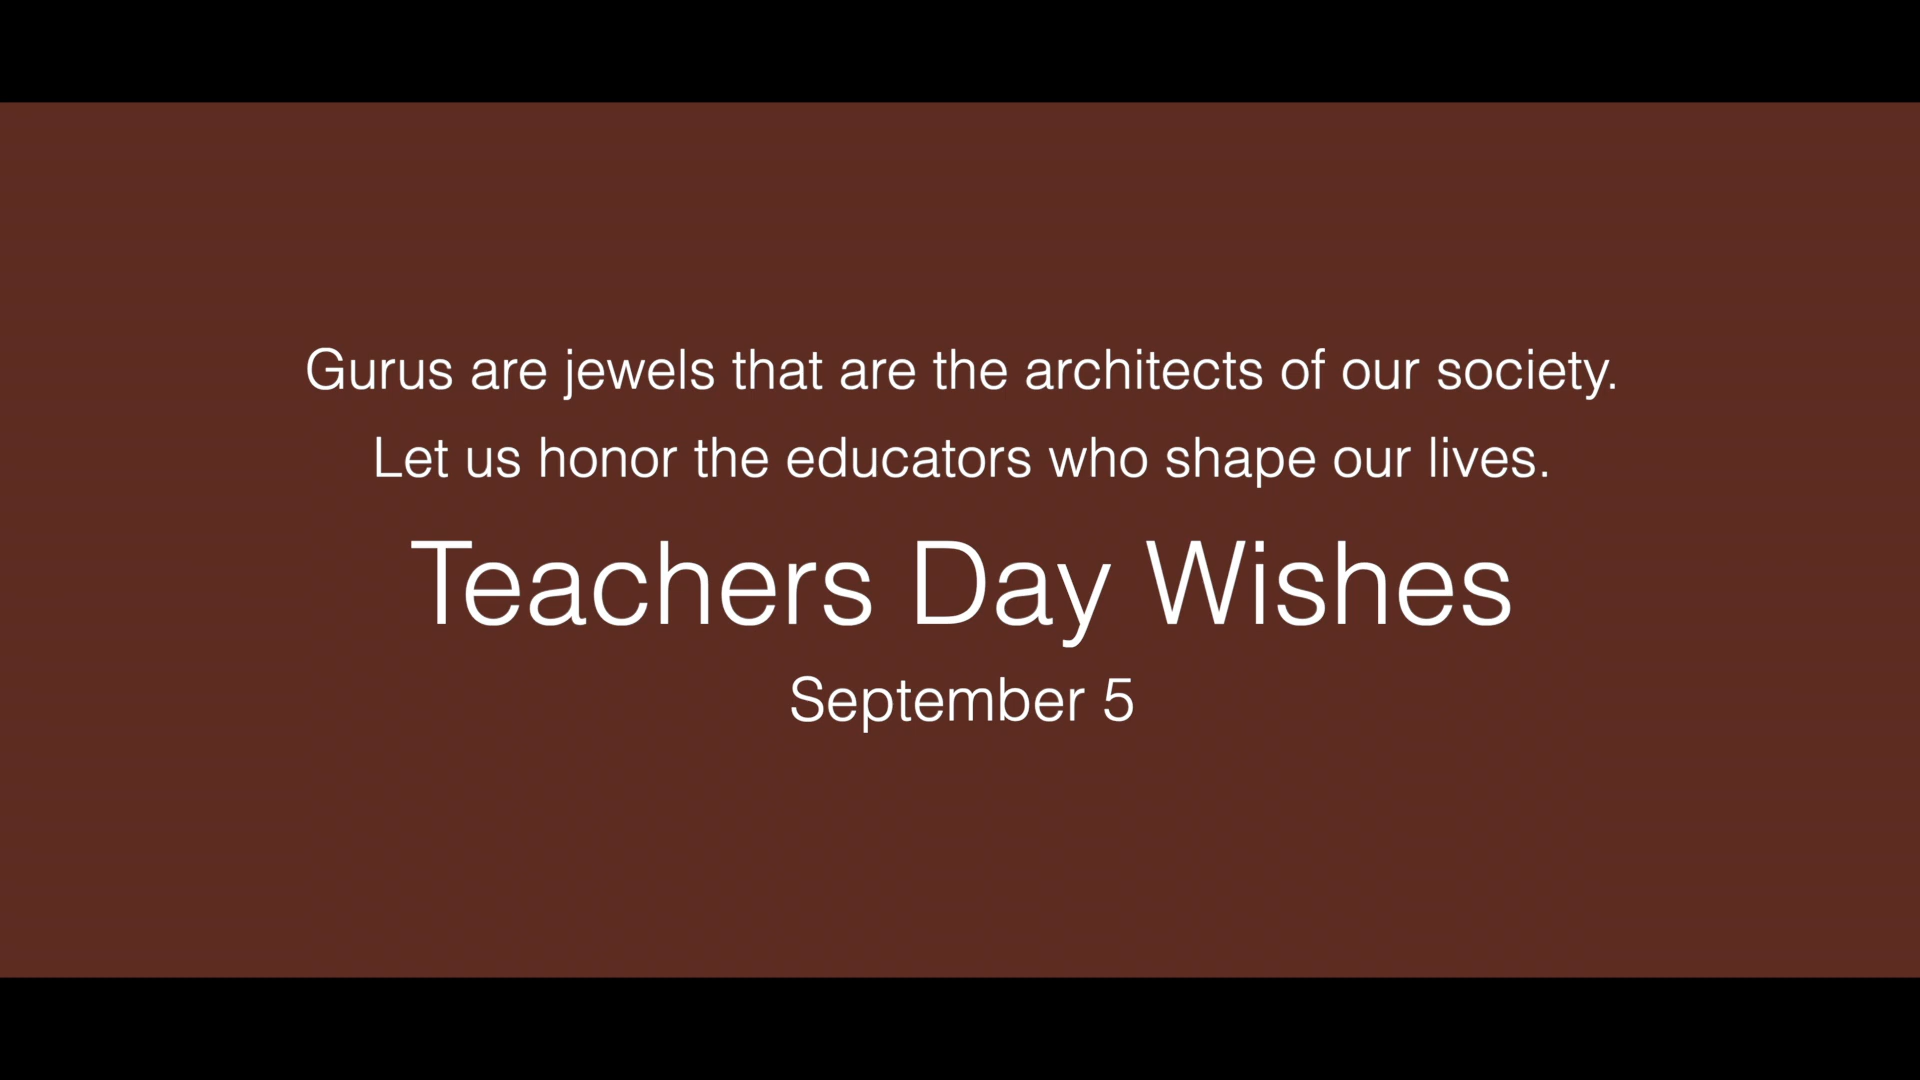 Gurus are jewels that are the architects of our society.
Let us honor the educators who shape our lives.
Teachers Day Wishes
September 5